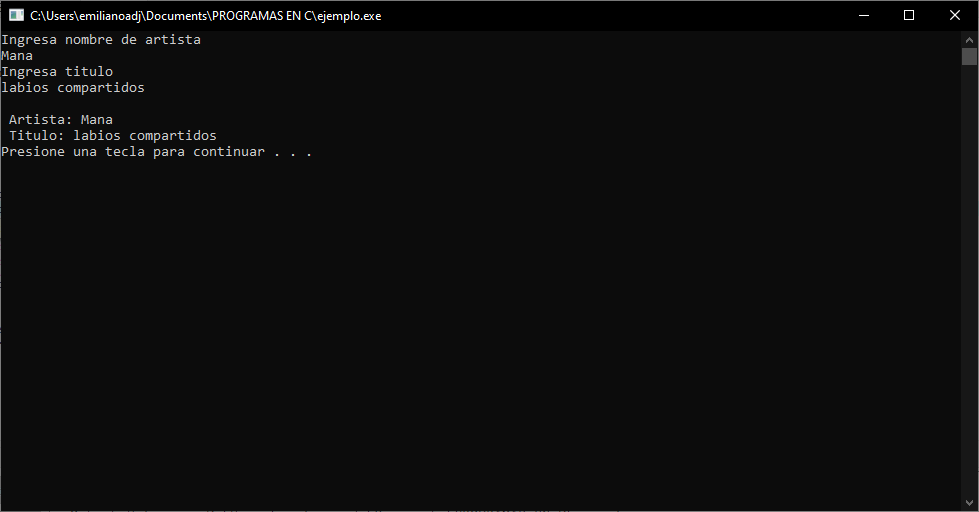 C:\Users\emilianoadj\Documents\PROGRAMAS EN C\ejemplo.exe
Ingresa nombre de artista
Mana
Ingresa titulo
labios compartidos
Artista: Mana
Titulo: labios compartidos
Presione una tecla para continuar . . .